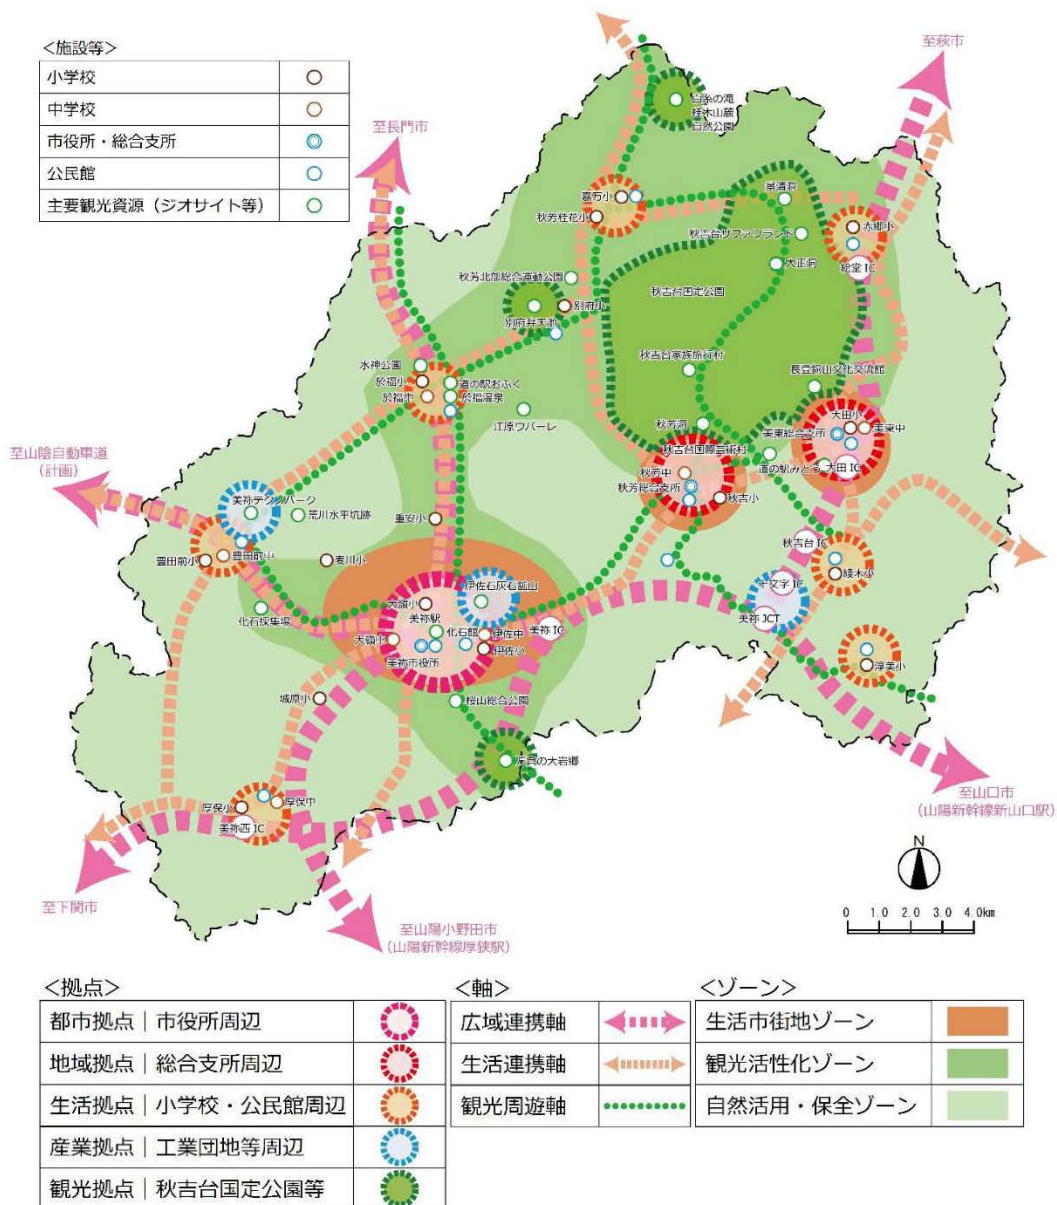 <施設等>
小学校
中学校
市役所・総合支所
公民館
主要観光資源（ジオサイト等）
至萩市
至長門市
白糸の滝
桂木山麓
自然公園
嘉万小
秋芳桂花小
景清洞
秋吉台サファリランド
大正洞
赤郷小
絵堂 IC
秋芳北部総合運動公園
別府小
別府弁天池
秋吉台国定公園
秋吉台家族旅行村
長登銅山文化交流館
水神公園
於福小
於福中
道の駅おふく
於福温泉
江原ウバーレ
秋芳洞
秋吉台国際芸術村
大田小
美東中
美東総合支所
道の駅みとう
大田 IC
秋芳中
秋芳総合支所
秋吉小
至山陰自動車道
（計画）
美祢テクノパーク
荒川水平坑跡
重安小
豊田前小
豊田前中
麦川小
秋吉台 IC
綾木小
十文字 IC
美祢 JCT
伊佐石灰石鉱山
大嶺小
美祢駅
大嶺中
化石館
伊佐中
伊佐小
美祢市役所
美祢 IC
化石採集場
淳美小
城原小
桜山総合公園
万倉の大岩郷
厚保小
厚保中
美祢西 IC
至下関市
至山口市
（山陽新幹線新山口駅）
至山陽小野田市
（山陽新幹線厚狭駅）
N
0 1.0 2.0 3.0 4.0km
<拠点>
都市拠点｜市役所周辺
地域拠点｜総合支所周辺
生活拠点｜小学校・公民館周辺
産業拠点｜工業団地等周辺
観光拠点｜秋吉台国定公園等
<軸>
広域連携軸
生活連携軸
観光周遊軸
<ゾーン>
生活市街地ゾーン
観光活性化ゾーン
自然活用・保全ゾーン